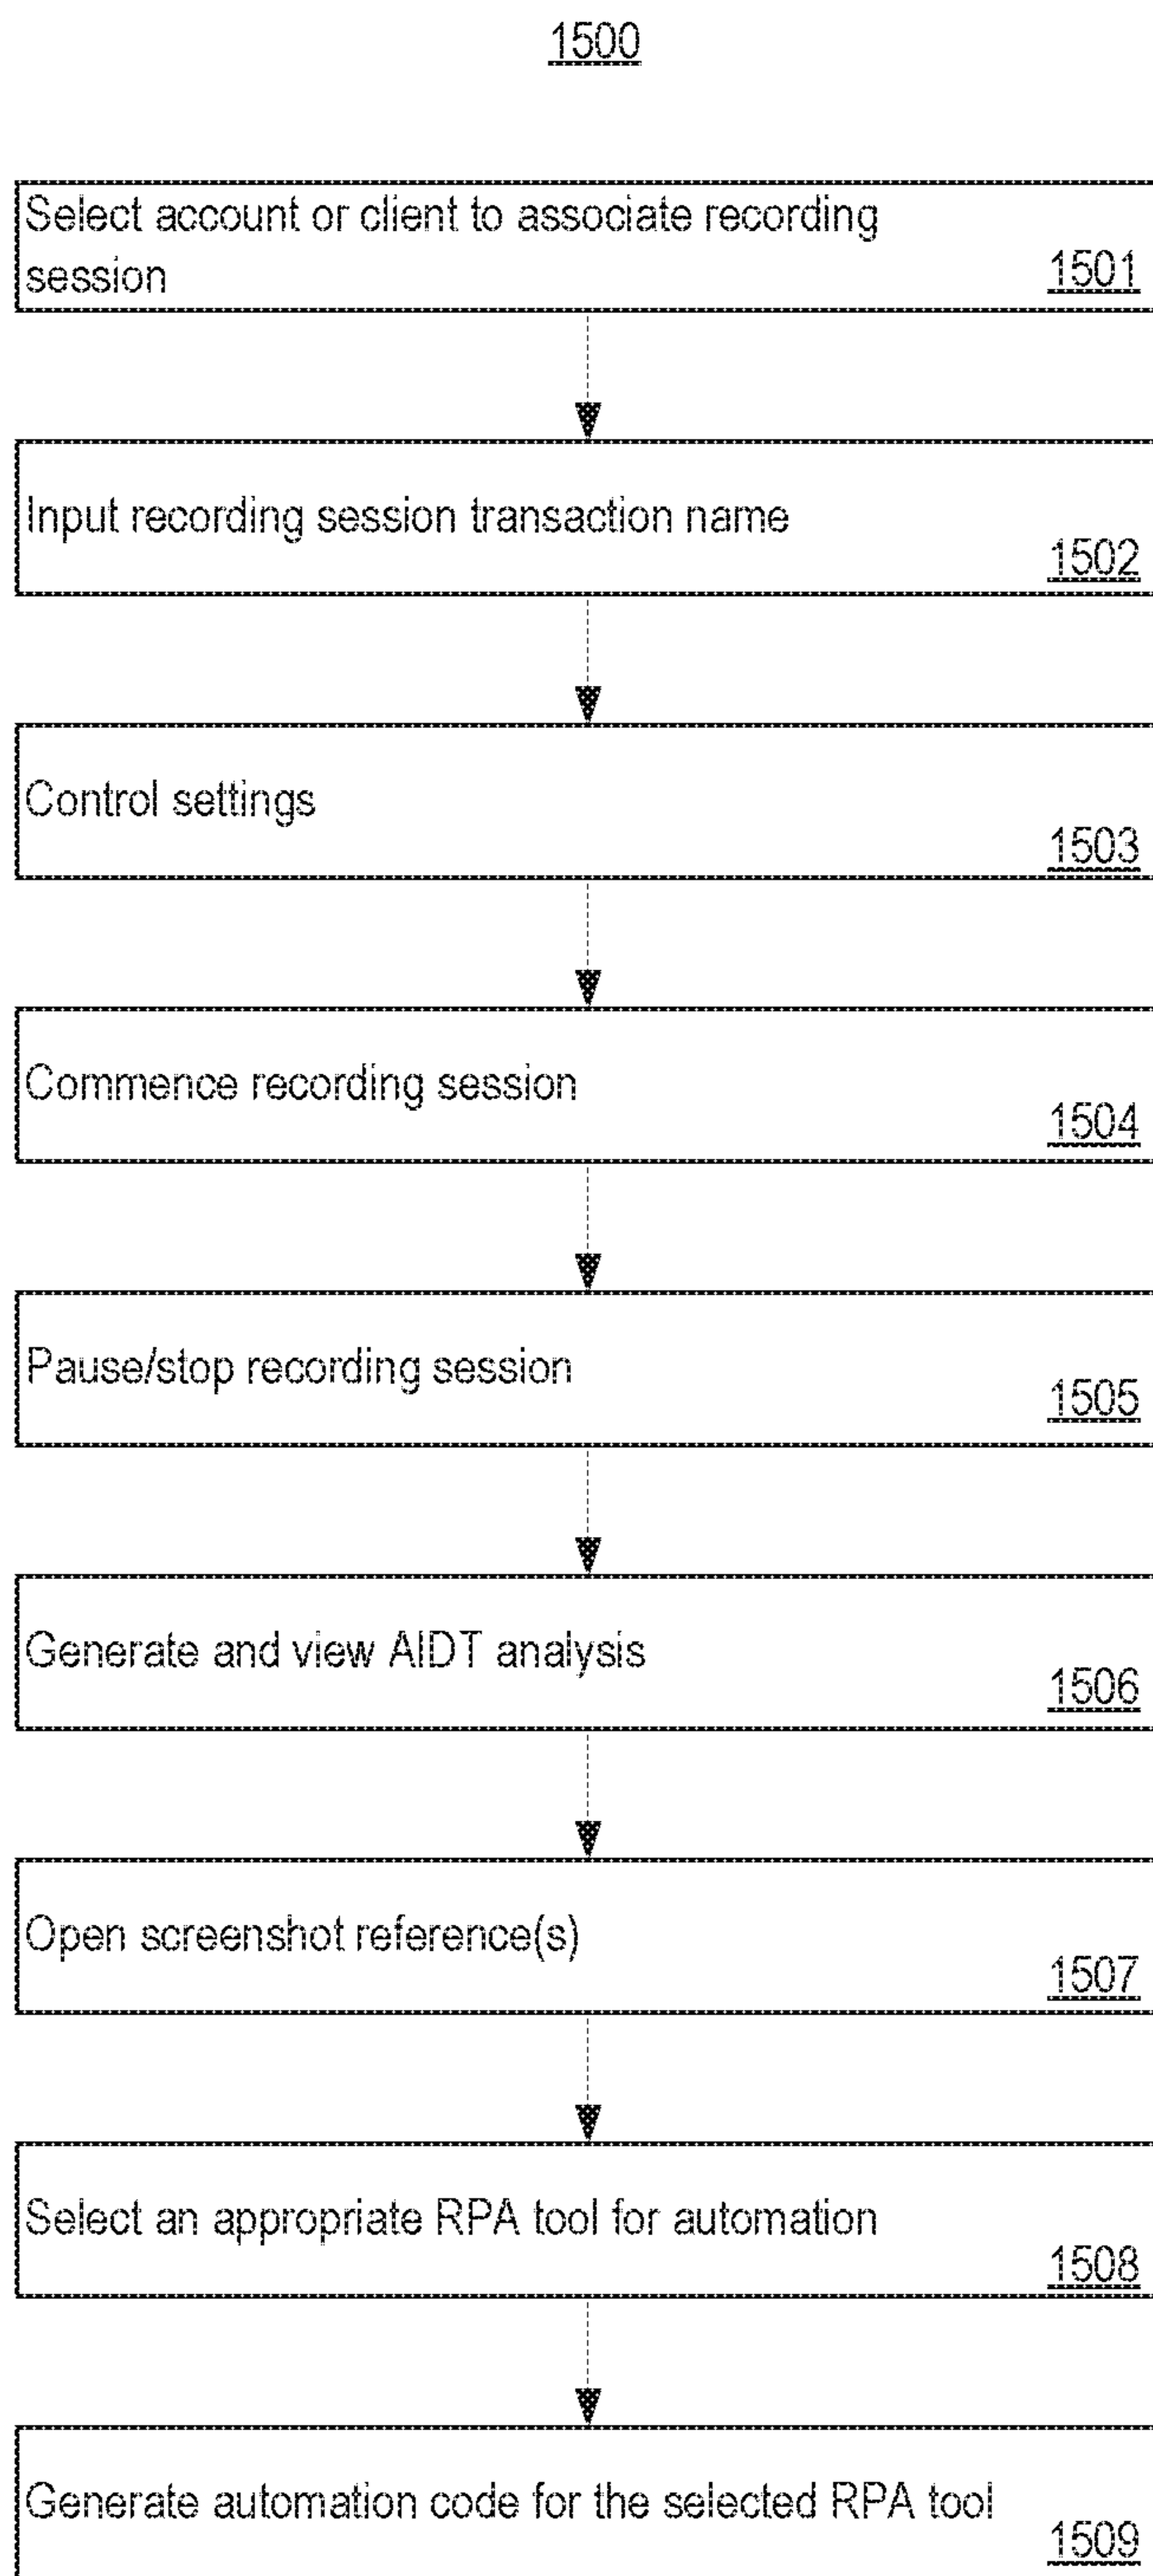 1500
Select account or client to associate recording
session
1501
Input recording session transaction name
1502
Control settings
1503
Commence recording session
1504
Pause/stop recording session
1505
Generate and view AIDT analysis
1506
Open screenshot reference(s)
1507
Select an appropriate RPA tool for automation
1508
Generate automation code for the selected RPA tool
1509